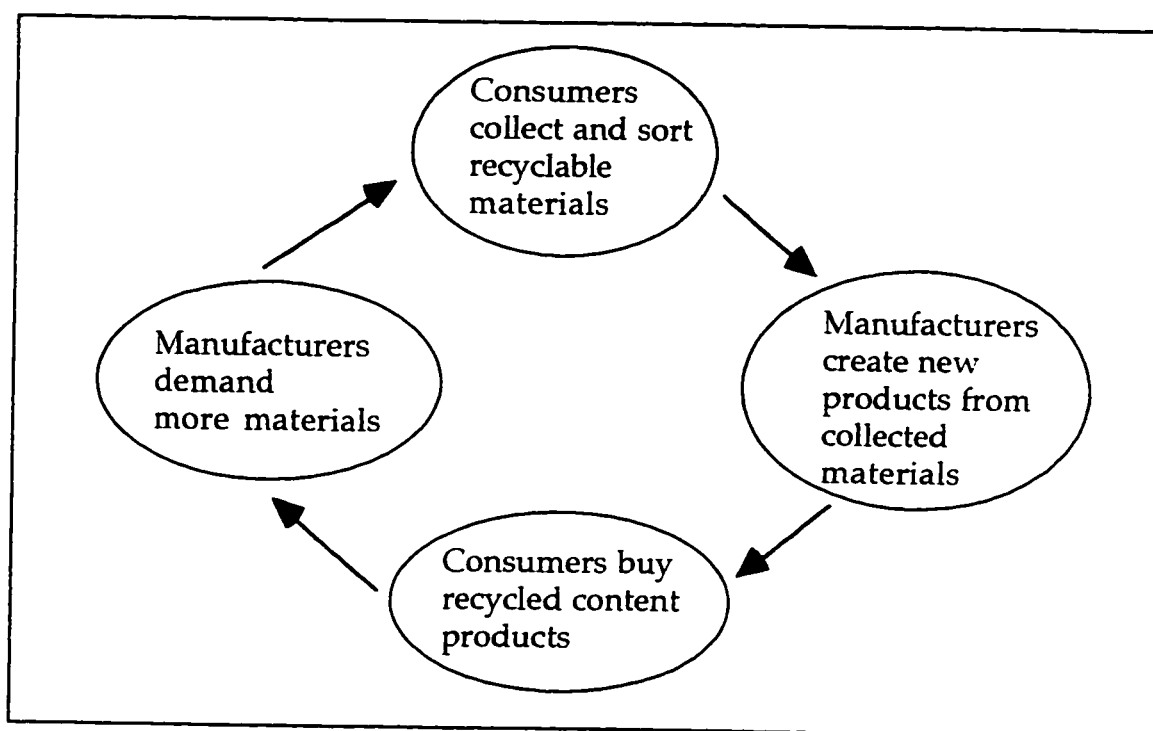 Consumers
collect and sort
recyclable
materials
Manufacturers
create new
products from
collected
materials
Consumers buy
recycled content
products
Manufacturers
demand
more materials